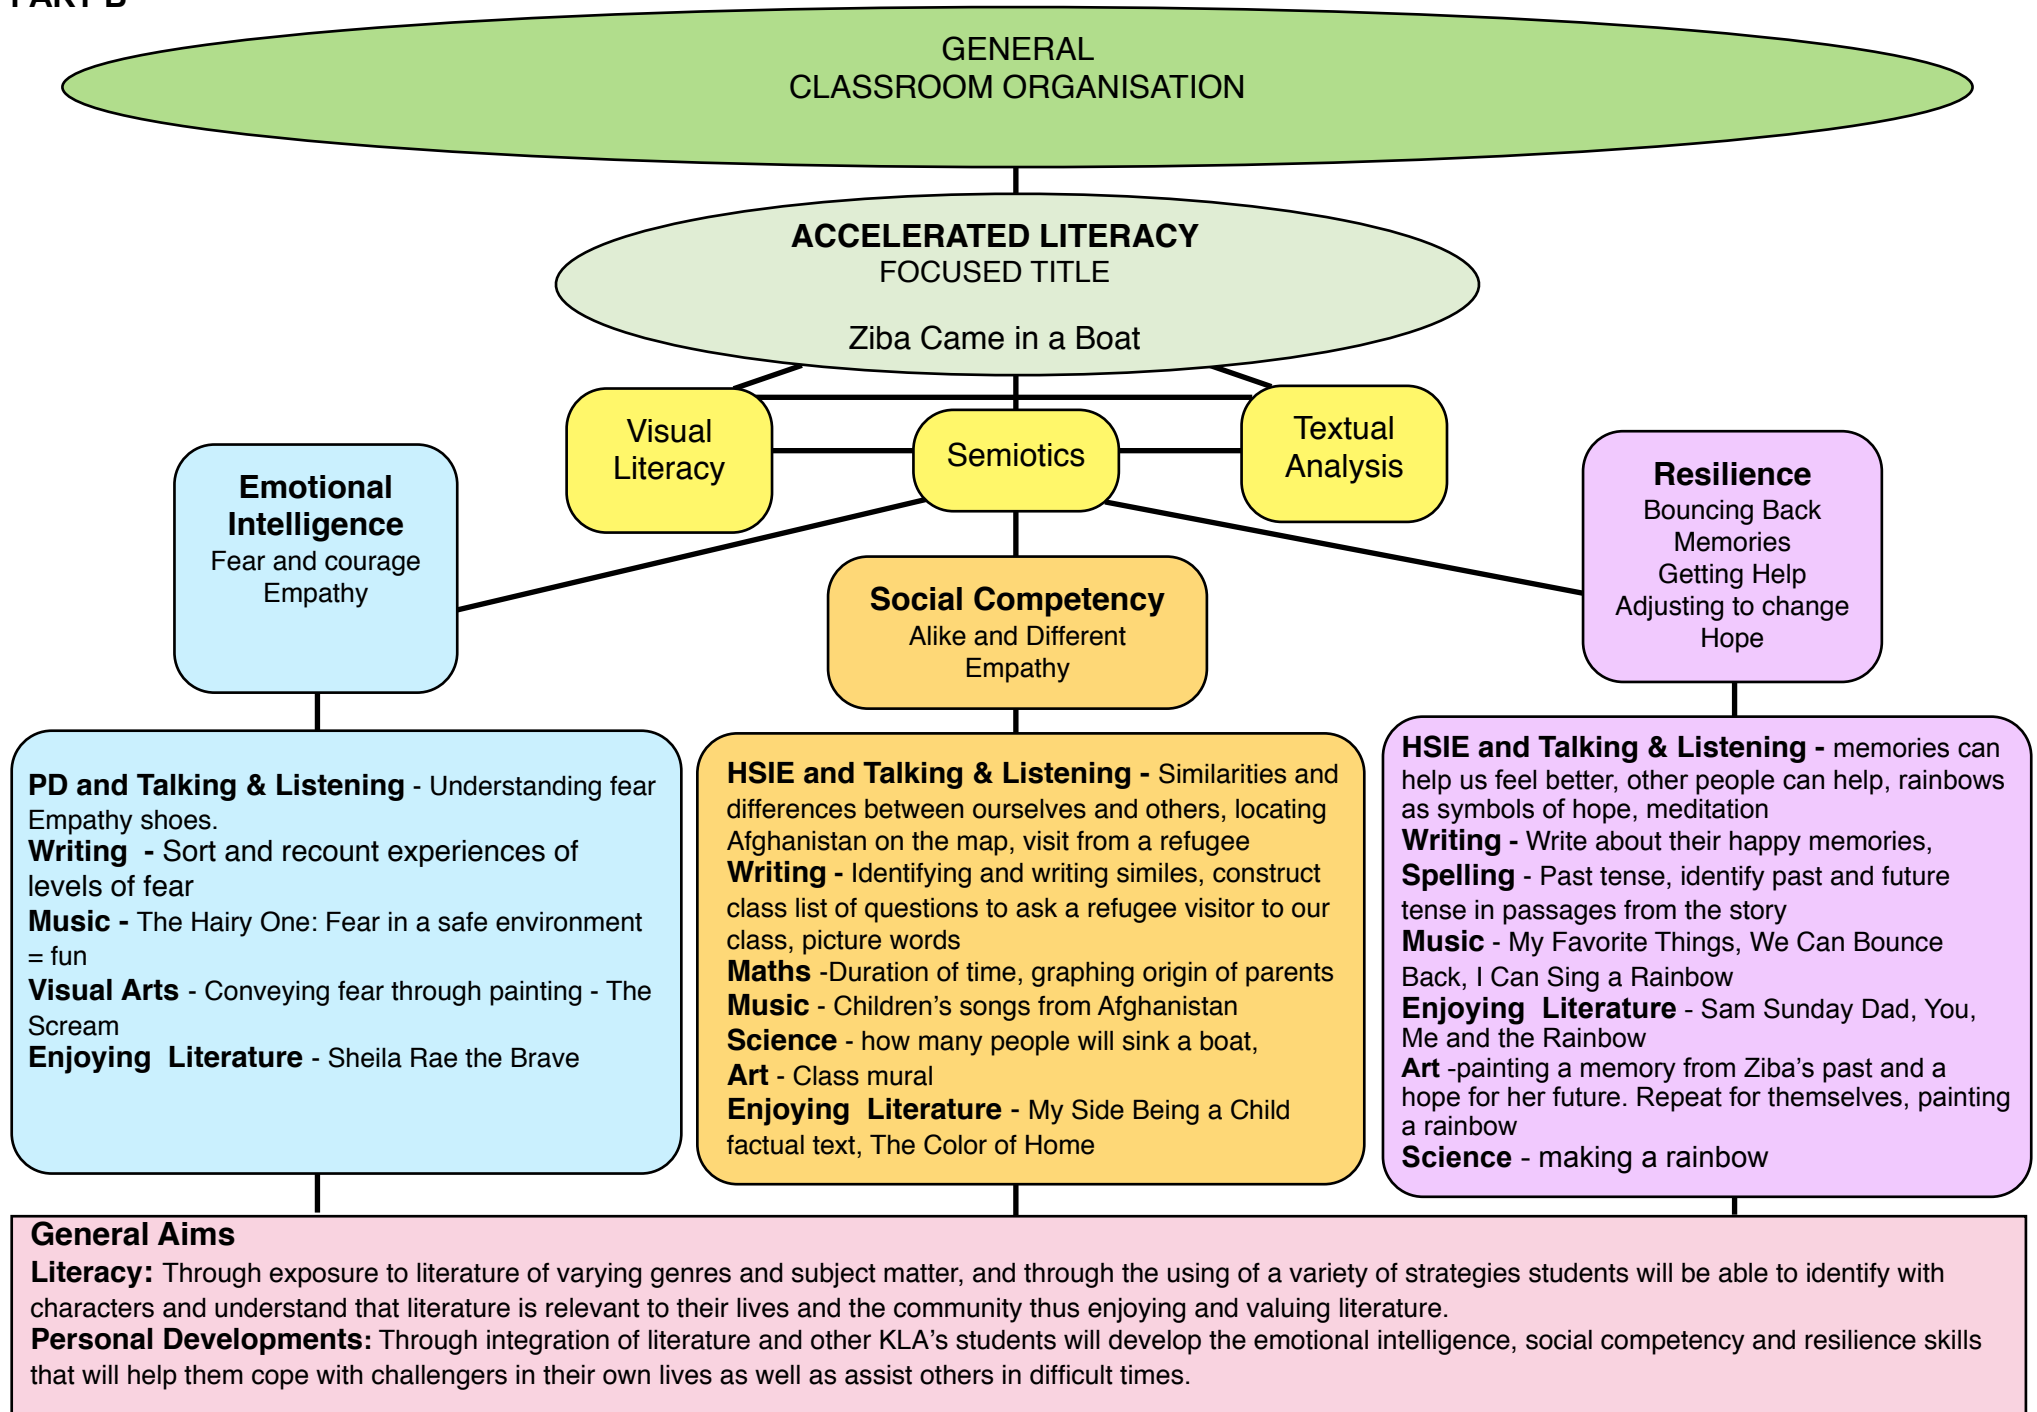 PART B
GENERAL
CLASSROOM ORGANISATION
ACCELERATED LITERACY
FOCUSED TITLE
Ziba Came in a Boat
Visual
Literacy
Semiotics
Textual
Analysis
Emotional
Intelligence
Fear and courage
Empathy
Social Competency
Alike and Different
Empathy
Resilience
Bouncing Back
Memories
Getting Help
Adjusting to change
Hope
PD and Talking & Listening - Understanding fear
Empathy shoes.
Writing - Sort and recount experiences of
levels of fear
Music - The Hairy One: Fear in a safe environment
= fun
Visual Arts - Conveying fear through painting - The
Scream
Enjoying Literature - Sheila Rae the Brave
HSIE and Talking & Listening - Similarities and
differences between ourselves and others, locating
Afghanistan on the map, visit from a refugee
Writing - Identifying and writing similes, construct
class list of questions to ask a refugee visitor to our
class, picture words
Maths -Duration of time, graphing origin of parents
Music - Children's songs from Afghanistan
Science - how many people will sink a boat,
Art - Class mural
Enjoying Literature - My Side Being a Child
factual text, The Color of Home
HSIE and Talking & Listening - memories can
help us feel better, other people can help, rainbows
as symbols of hope, meditation
Writing - Write about their happy memories,
Spelling - Past tense, identify past and future
tense in passages from the story
Music - My Favorite Things, We Can Bounce
Back, I Can Sing a Rainbow
Enjoying Literature - Sam Sunday Dad, You,
Me and the Rainbow
Art -painting a memory from Ziba's past and a
hope for her future. Repeat for themselves, painting
a rainbow
Science - making a rainbow
General Aims
Literacy: Through exposure to literature of varying genres and subject matter, and through the using of a variety of strategies students will be able to identify with
characters and understand that literature is relevant to their lives and the community thus enjoying and valuing literature.
Personal Developments: Through integration of literature and other KLA's students will develop the emotional intelligence, social competency and resilience skills
that will help them cope with challengers in their own lives as well as assist others in difficult times.